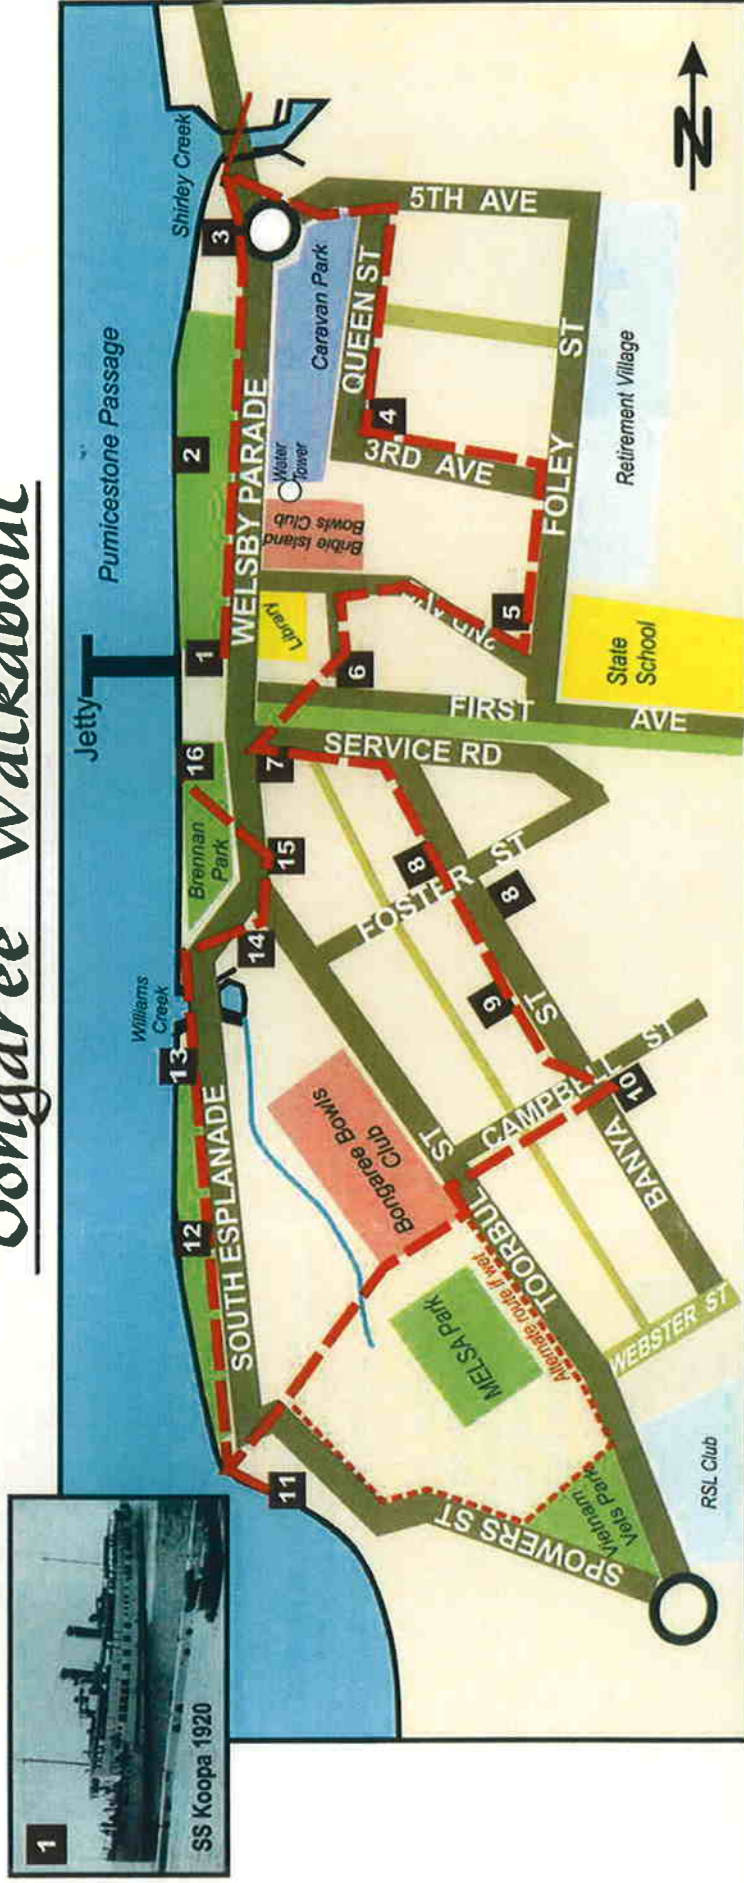 Bongaree Walkabout
1
SS Koopa 1920
Pumicestone Passage
Jetty
Shirley Creek
Williams
Creek
N
11
12
13
14
15
16
1
2
3
4
5
6
7
8
8
9
10
Brennan
Park
SOUTH ESPLANADE
WELSBY PARADE
Library
Bribie Island
Bowls Club
Water
Tower
Caravan Park
QUEEN ST
5TH AVE
3RD AVE
2ND AVE
FOLEY ST
FIRST AVE
SERVICE RD
State
School
Retirement Village
FOSTER ST
CAMPBELL ST
BANYA ST
TOORBUL ST
WEBSTER ST
SPOWERS ST
Bongaree Bowls
Club
MELSA Park
Alternate route if wet
Vietnam
Vets Park
RSL Club